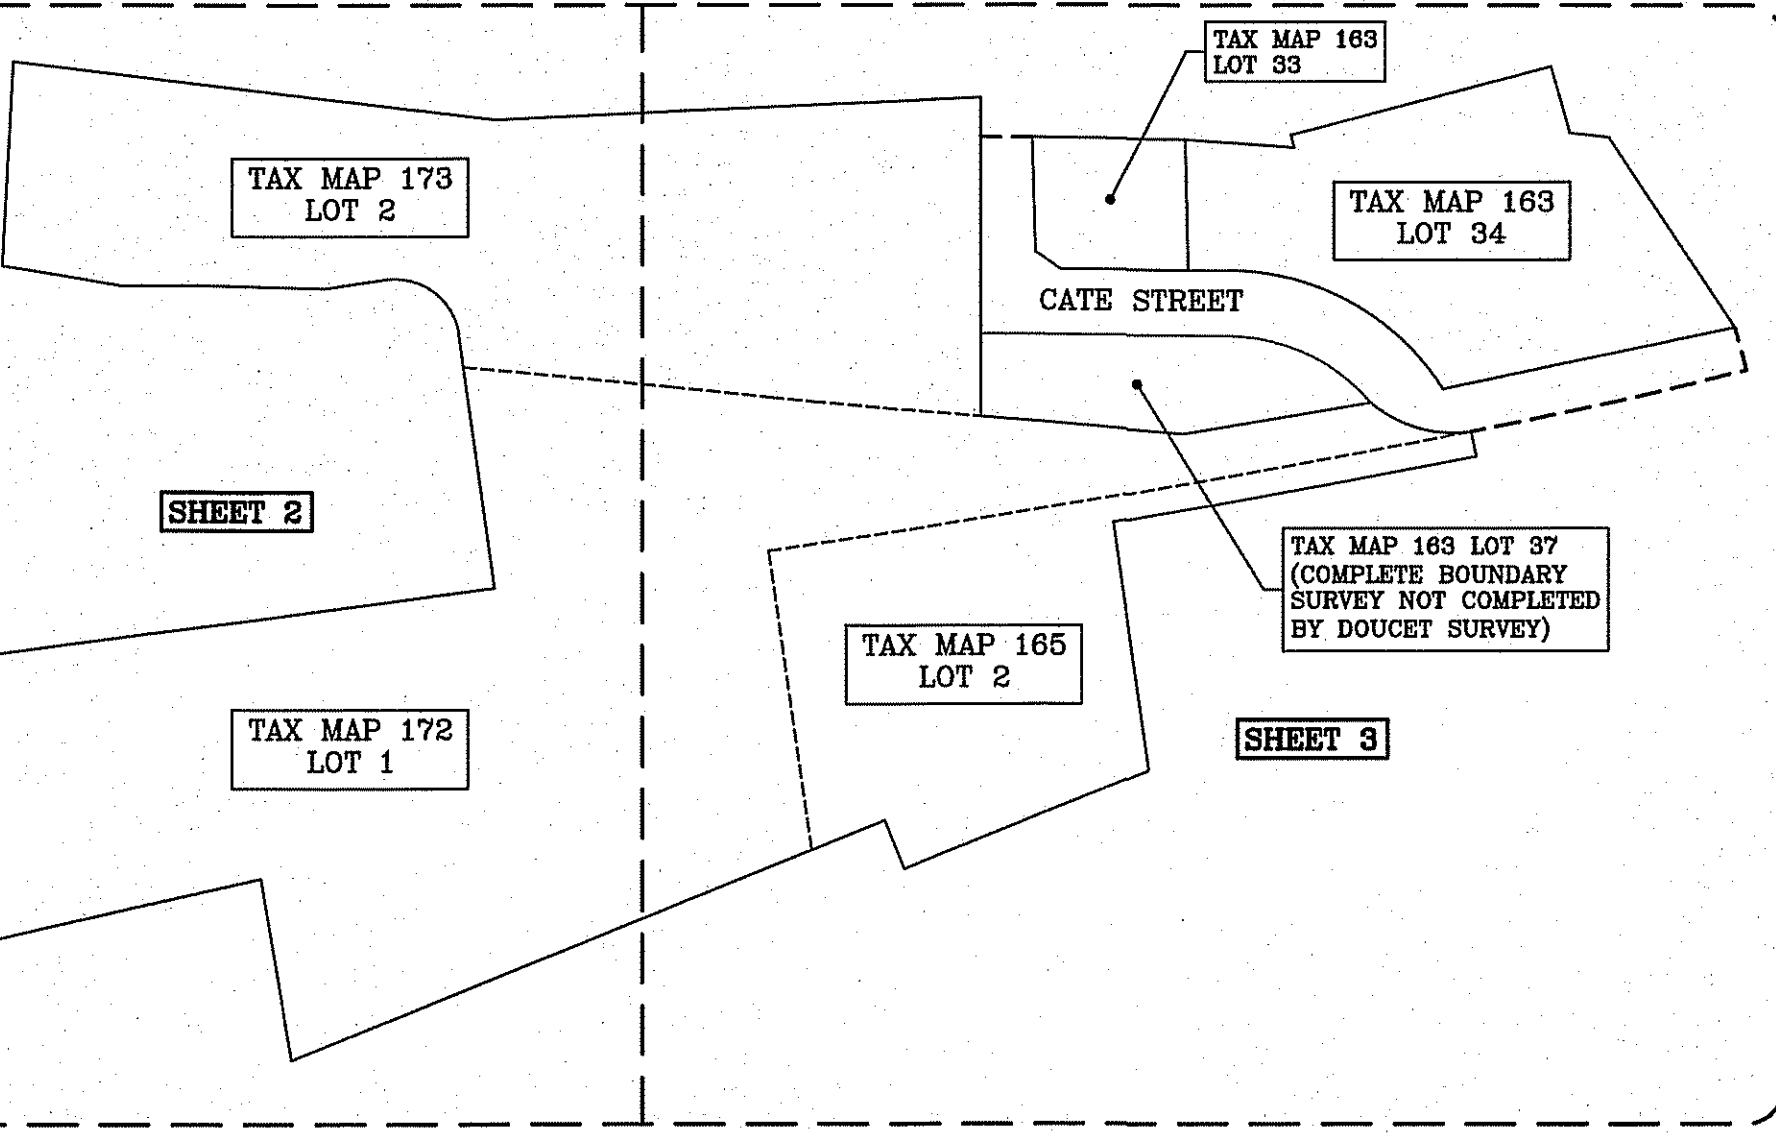 TAX MAP 163
LOT 33
TAX MAP 173
LOT 2
TAX MAP 163
LOT 34
CATE STREET
SHEET 2
TAX MAP 163 LOT 37
(COMPLETE BOUNDARY
SURVEY NOT COMPLETED
BY DOUCET SURVEY)
TAX MAP 165
LOT 2
TAX MAP 172
LOT 1
SHEET 3